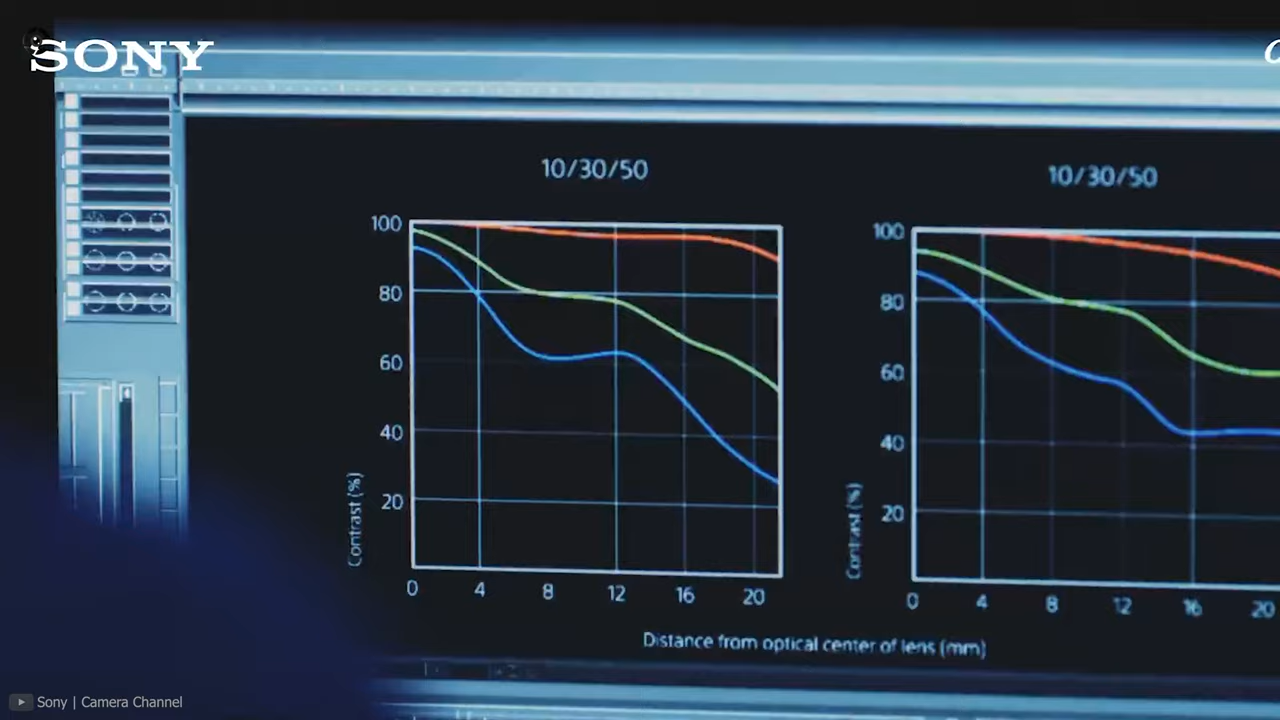 SONY
α
10/30/50
10/30/50
100
80
60
40
20
Contrast (%)
0 4 8 12 16 20
100
80
60
40
20
Contrast (%)
0 4 8 12 16 20
Distance from optical center of lens (mm)
Sony | Camera Channel